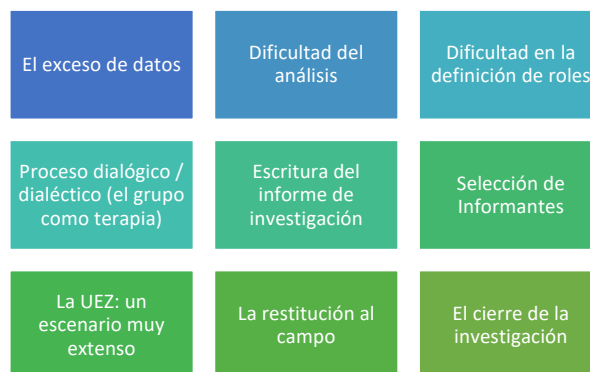 El exceso de datos
Dificultad del
análisis
Dificultad en la
definición de roles
Proceso dialógico /
dialéctico (el grupo
como terapia)
Escritura del
informe de
investigación
Selección de
Informantes
La UEZ: un
escenario muy
extenso
La restitución al
campo
El cierre de la
investigación